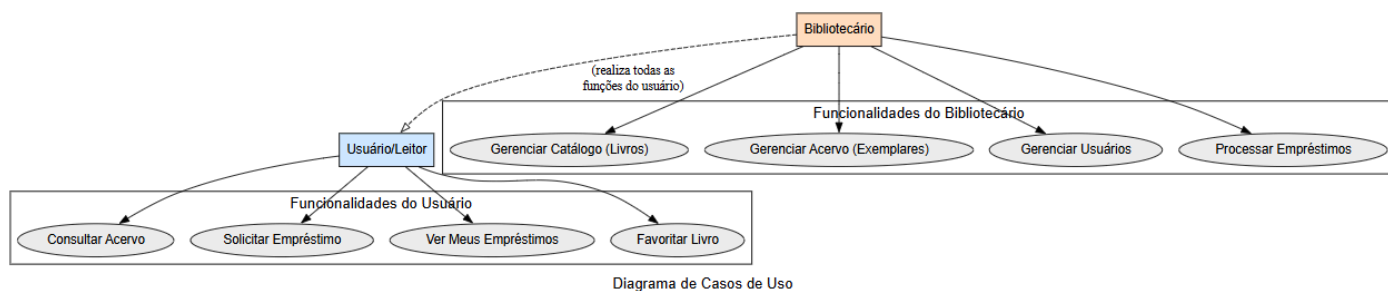 Bibliotecário
(realiza todas as
funções do usuário)
Funcionalidades do Bibliotecário
Usuário/Leitor
Gerenciar Catálogo (Livros)
Gerenciar Acervo (Exemplares)
Gerenciar Usuários
Processar Empréstimos
Funcionalidades do Usuário
Consultar Acervo
Solicitar Empréstimo
Ver Meus Empréstimos
Favoritar Livro
Diagrama de Casos de Uso